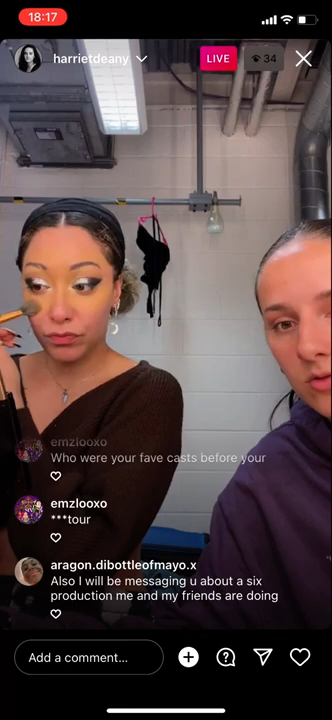 18:17
harrietdeany
LIVE
34
emzlooxo
Who were your fave casts before your
emzlooxo
***tour
aragon.dibottleofmayo.x
Also I will be messaging u about a six
production me and my friends are doing
Add a comment...